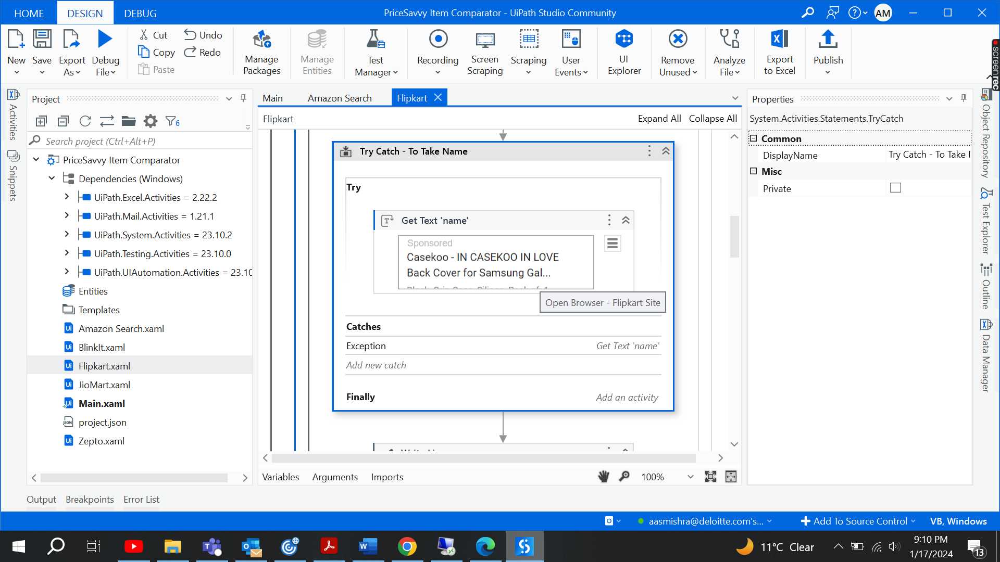 HOME DESIGN DEBUG PriceSavvy Item Comparator - UiPath Studio Community AM
New Save Export As Debug File Cut Copy Paste Undo Redo Manage Packages Manage Entities Test Manager Recording Screen Scraping Scraping User Events UI Explorer Remove Unused Analyze File Export to Excel Publish
screenrec
Activities
Snippets
Project
6
Search project (Ctrl+Alt+P)
PriceSavvy Item Comparator
Dependencies (Windows)
UiPath.Excel.Activities = 2.22.2
UiPath.Mail.Activities = 1.21.1
UiPath.System.Activities = 23.10.2
UiPath.Testing.Activities = 23.10.0
UiPath.UIAutomation.Activities = 23.10
Entities
Templates
Amazon Search.xaml
BlinkIt.xaml
Flipkart.xaml
JioMart.xaml
Main.xaml
project.json
Zepto.xaml
Main Amazon Search Flipkart
Flipkart Expand All Collapse All
Try Catch - To Take Name
Try
Get Text 'name'
Sponsored
Casekoo - IN CASEKOO IN LOVE
Back Cover for Samsung Gal...
Open Browser - Flipkart Site
Catches
Exception Get Text 'name'
Add new catch
Finally Add an activity
Variables Arguments Imports 100%
Properties
System.Activities.Statements.TryCatch
Common
DisplayName Try Catch - To Take
Misc
Private
Object Repository
Test Explorer
Outline
Data Manager
Output Breakpoints Error List
aasmishra@deloitte.com's... Add To Source Control VB, Windows
11°C Clear 9:10 PM
1/17/2024 13